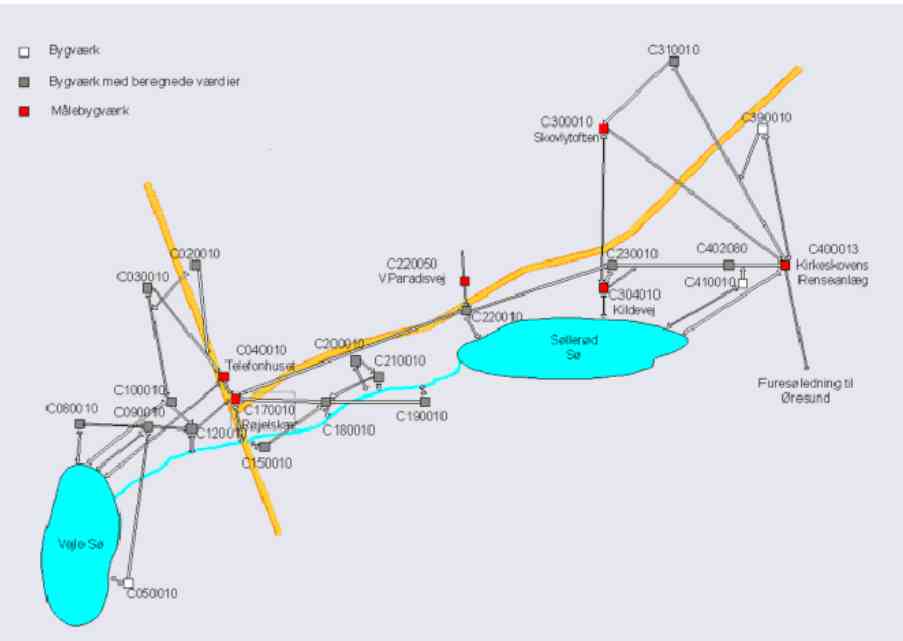 Bygværk
Bygværk med beregnede værdier
Målebygværk
C310010
C300010
Skovlytoften
C390010
C020010
C030010
C220050
V.Paradisvej
C230010
C402080
C400013
Kirkeskovens
Renseanlæg
C410010
C304010
Kildevej
C220010
Søllerød
Sø
C040010
Telefonhuset
C200010
C210010
Furesøledning til
Øresund
C100010
C080010
C090010
C120010
C170010
Røjelskær
C180010
C190010
C150010
Vejle Sø
C050010